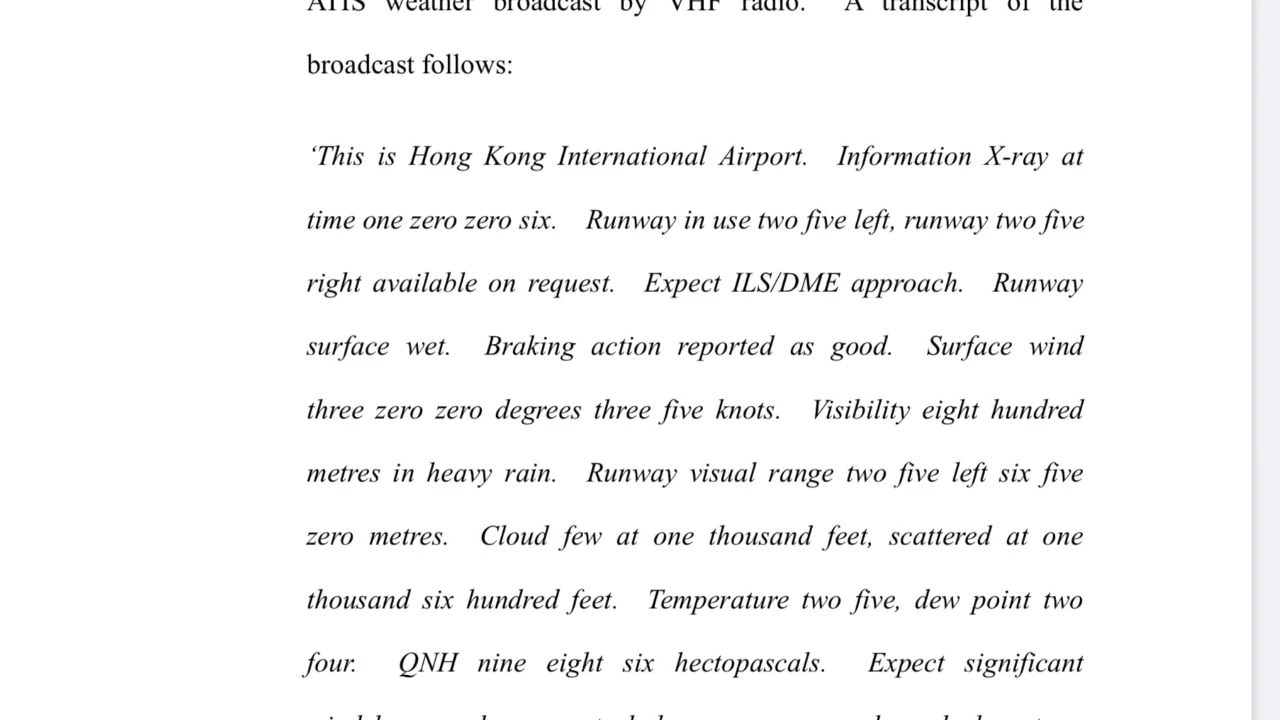 ATIS weather broadcast by VHF radio. A transcript of the
broadcast follows:
‘This is Hong Kong International Airport. Information X-ray at
time one zero zero six. Runway in use two five left, runway two five
right available on request. Expect ILS/DME approach. Runway
surface wet. Braking action reported as good. Surface wind
three zero zero degrees three five knots. Visibility eight hundred
metres in heavy rain. Runway visual range two five left six five
zero metres. Cloud few at one thousand feet, scattered at one
thousand six hundred feet. Temperature two five, dew point two
four. QNH nine eight six hectopascals. Expect significant